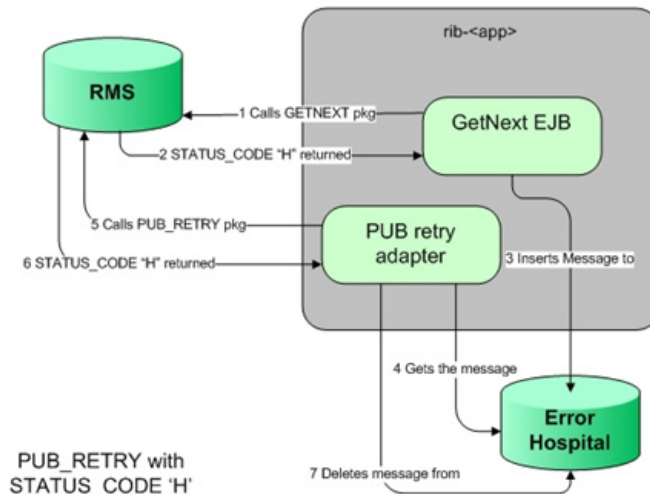 rib-<app>
RMS
1 Calls GETNEXT pkg
GetNext EJB
2 STATUS_CODE “H” returned
5 Calls PUB_RETRY pkg
PUB retry
adapter
6 STATUS_CODE “H” returned
3 Inserts Message to
4 Gets the message
Error
Hospital
7 Deletes message from
PUB_RETRY with
STATUS_CODE ‘H’